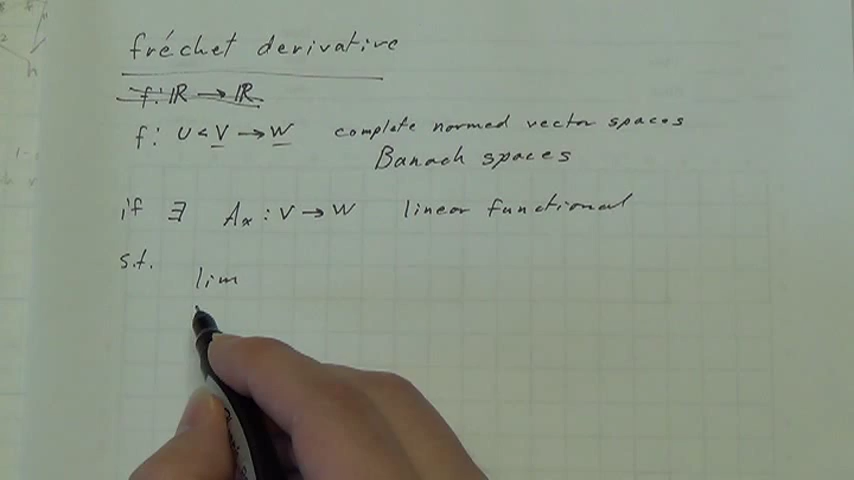 fréchet derivative
f: ℝ → ℝ
f: U < V → W complete normed vector spaces
Banach spaces
if ∃ Aₓ : V → W linear functional
s.t.
lim